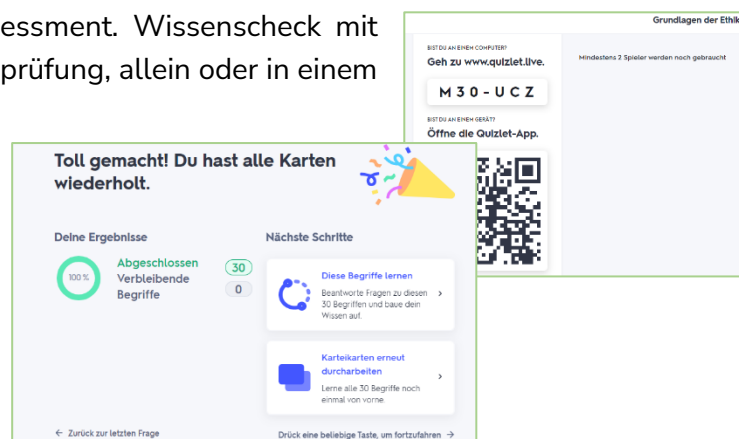 essment. Wissenscheck mit
prüfung, allein oder in einem
Grundlagen der Ethik
BIST DU AN EINEM COMPUTER?
Geh zu www.quizlet.live.
Mindestens 2 Spieler werden noch gebraucht
M30-UCZ
BIST DU AN EINEM GERÄT?
Öffne die Quizlet-App.
Toll gemacht! Du hast alle Karten
wiederholt.
Deine Ergebnisse
100 %
Abgeschlossen
30
Verbleibende
Begriffe
0
Nächste Schritte
Diese Begriffe lernen
Beantworte Fragen zu diesen
30 Begriffen und baue dein
Wissen auf.
Karteikarten erneut
durcharbeiten
Lerne alle 30 Begriffe noch
einmal von vorne.
← Zurück zur letzten Frage
Drück eine beliebige Taste, um fortzufahren →